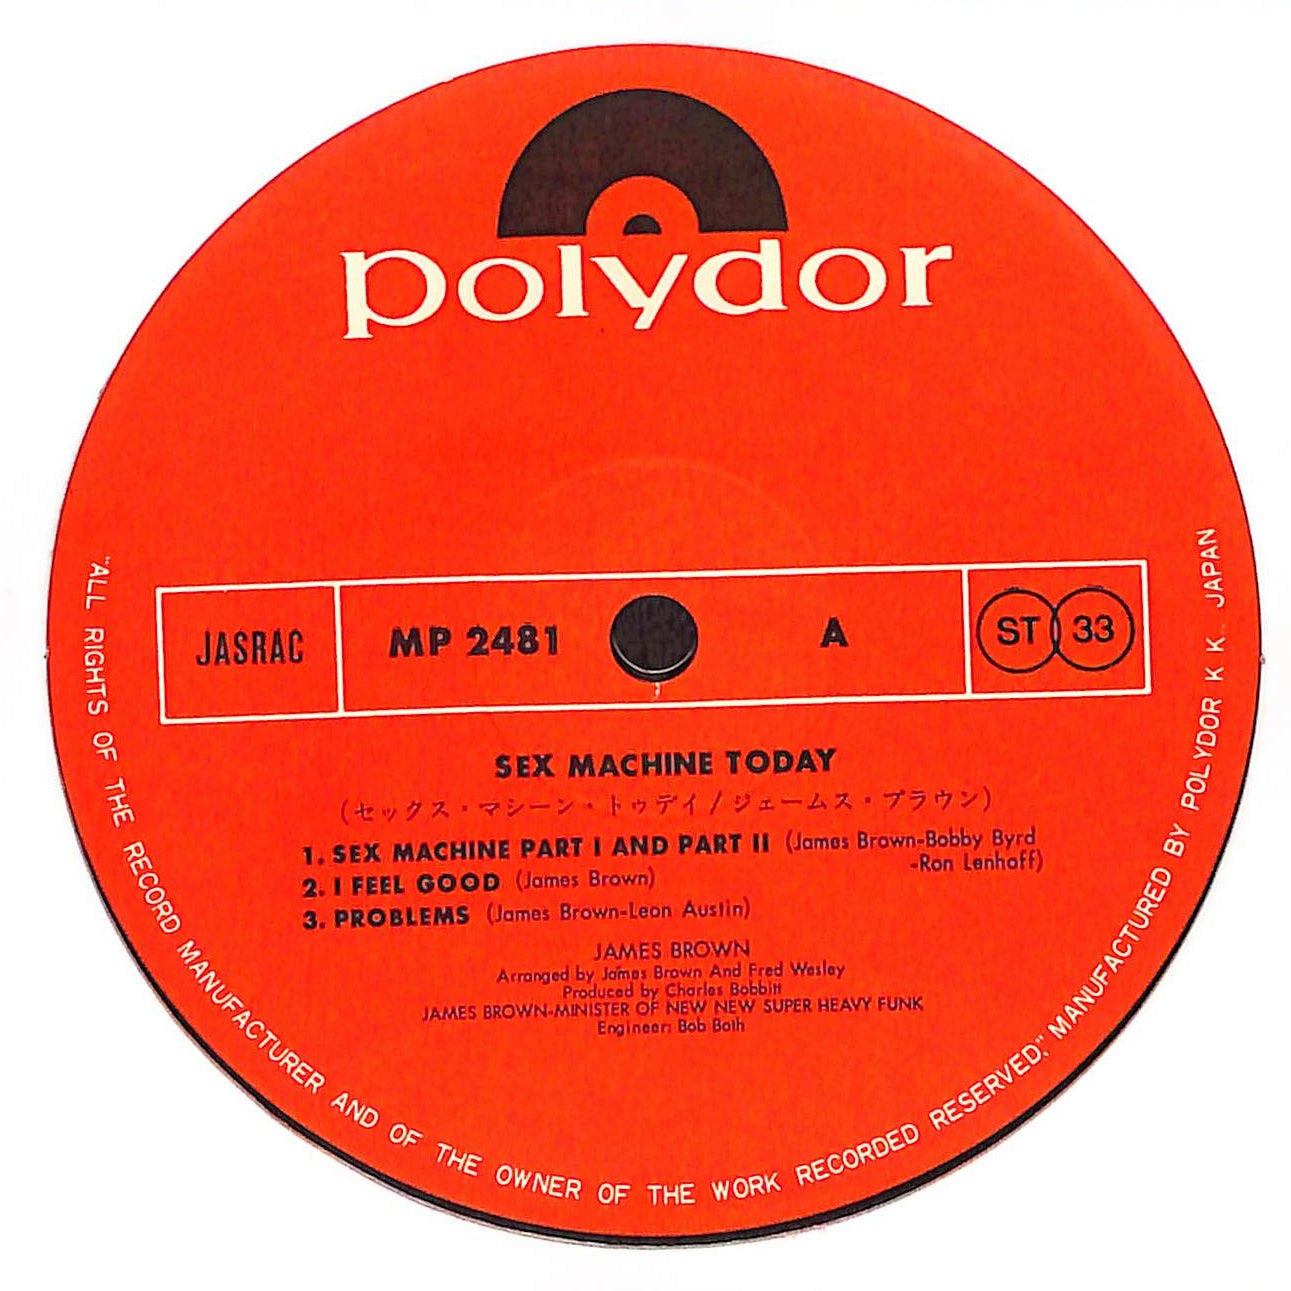 polydor
JASRAC MP 2481 A ST 33
SEX MACHINE TODAY
(セックス・マシーン・トゥデイ/ジェームス・ブラウン)
1. SEX MACHINE PART I AND PART II (James Brown-Bobby Byrd
-Ron Lenhoff)
2. I FEEL GOOD (James Brown)
3. PROBLEMS (James Brown-Leon Austin)
JAMES BROWN
Arranged by James Brown And Fred Wesley
Produced by Charles Bobbitt
JAMES BROWN-MINISTER OF NEW NEW SUPER HEAVY FUNK
Engineer: Bob Both
"ALL RIGHTS OF THE RECORD MANUFACTURER AND OF THE OWNER OF THE WORK RECORDED RESERVED." MANUFACTURED BY POLYDOR K K., JAPAN